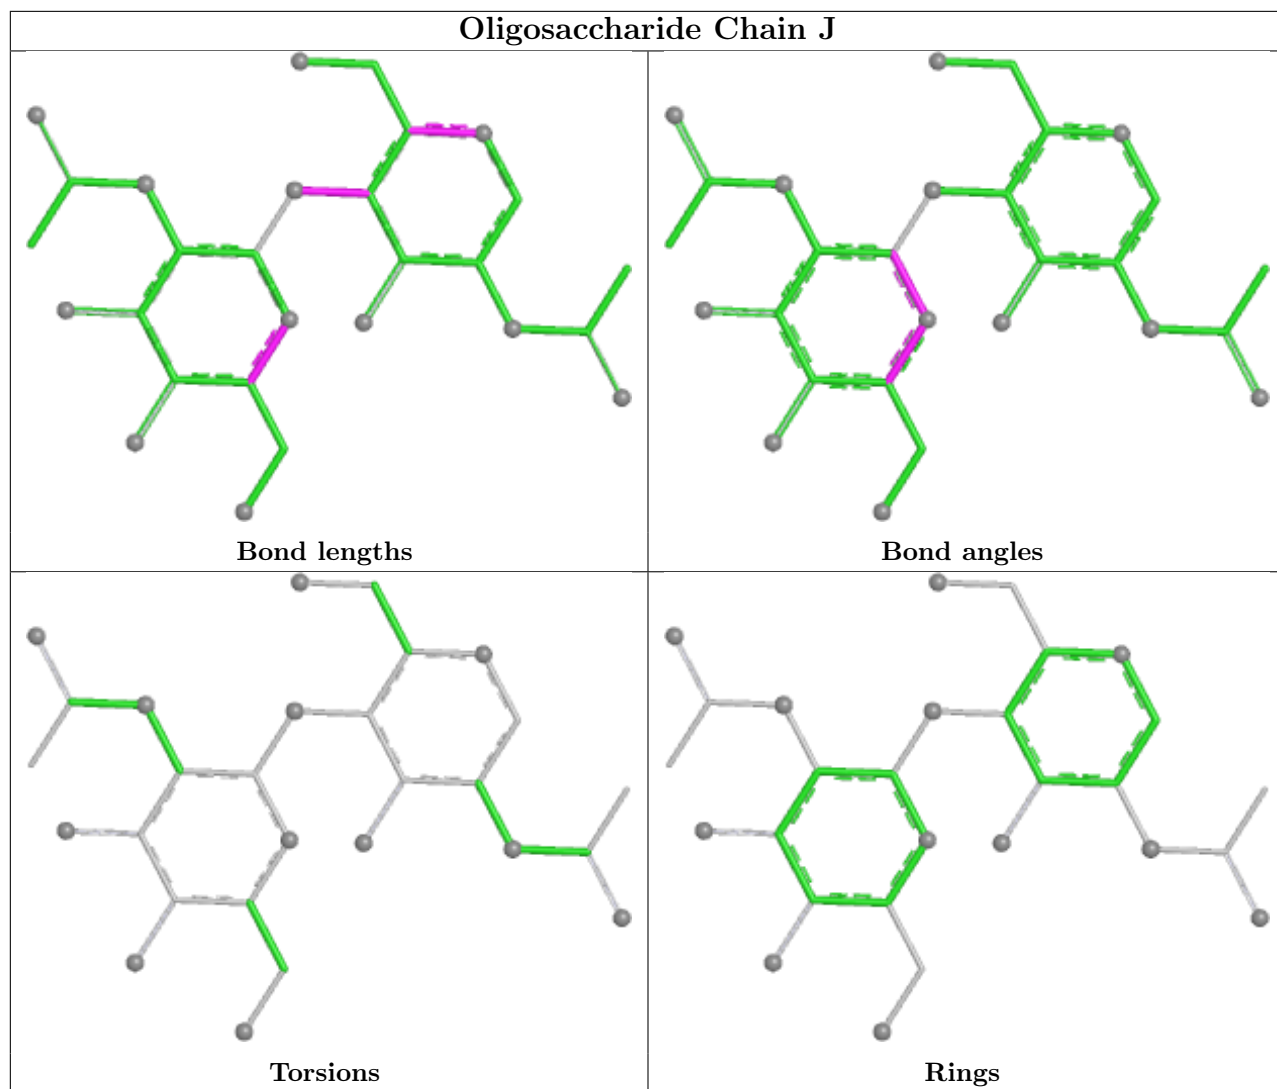 Oligosaccharide Chain J
Bond lengths
Bond angles
Torsions
Rings